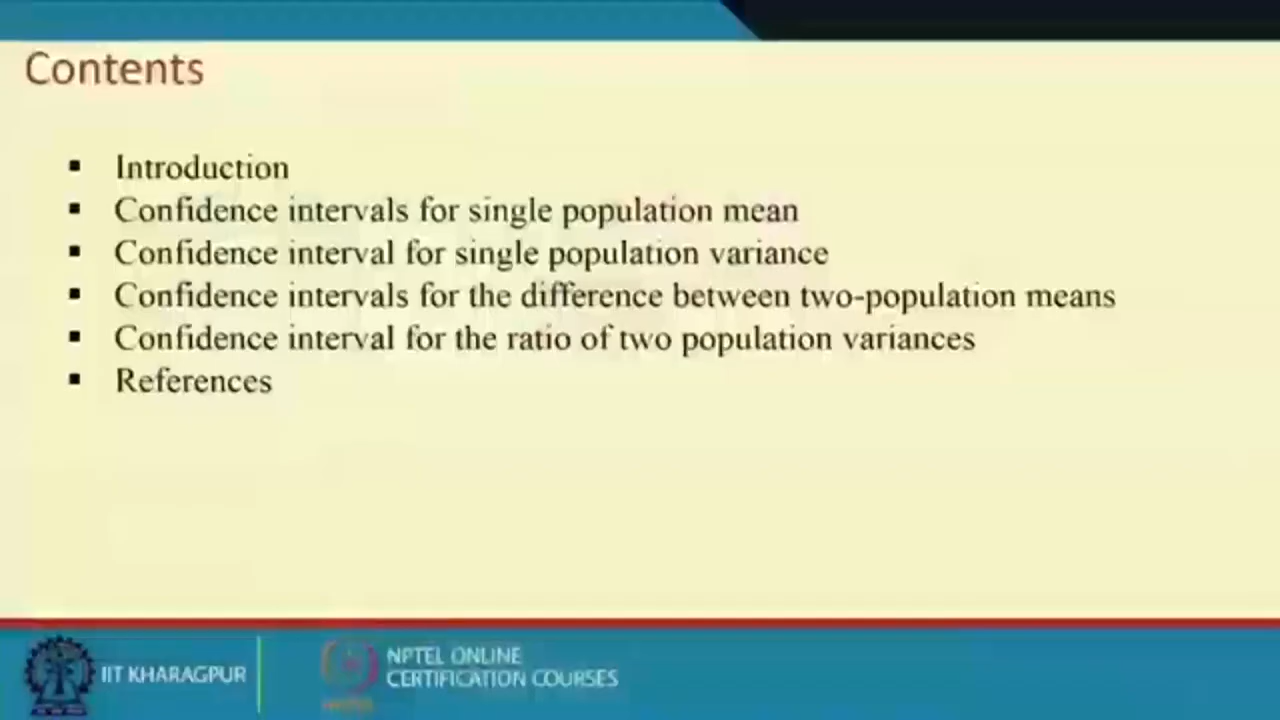 Contents
▪ Introduction
▪ Confidence intervals for single population mean
▪ Confidence interval for single population variance
▪ Confidence intervals for the difference between two-population means
▪ Confidence interval for the ratio of two population variances
▪ References
IIT KHARAGPUR
NPTEL ONLINE
CERTIFICATION COURSES